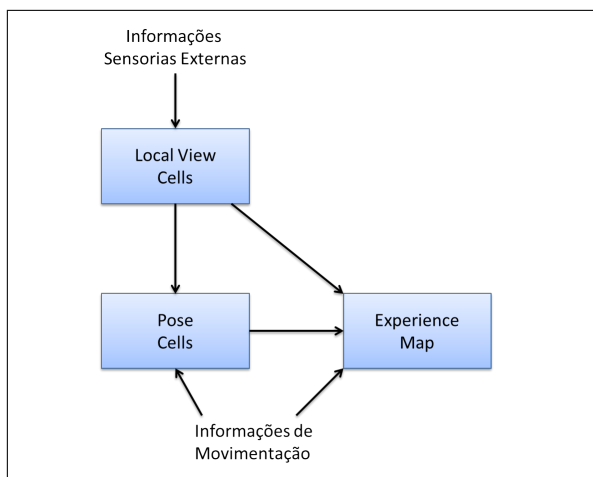 Informações
Sensorias Externas
Local View
Cells
Pose
Cells
Experience
Map
Informações de
Movimentação